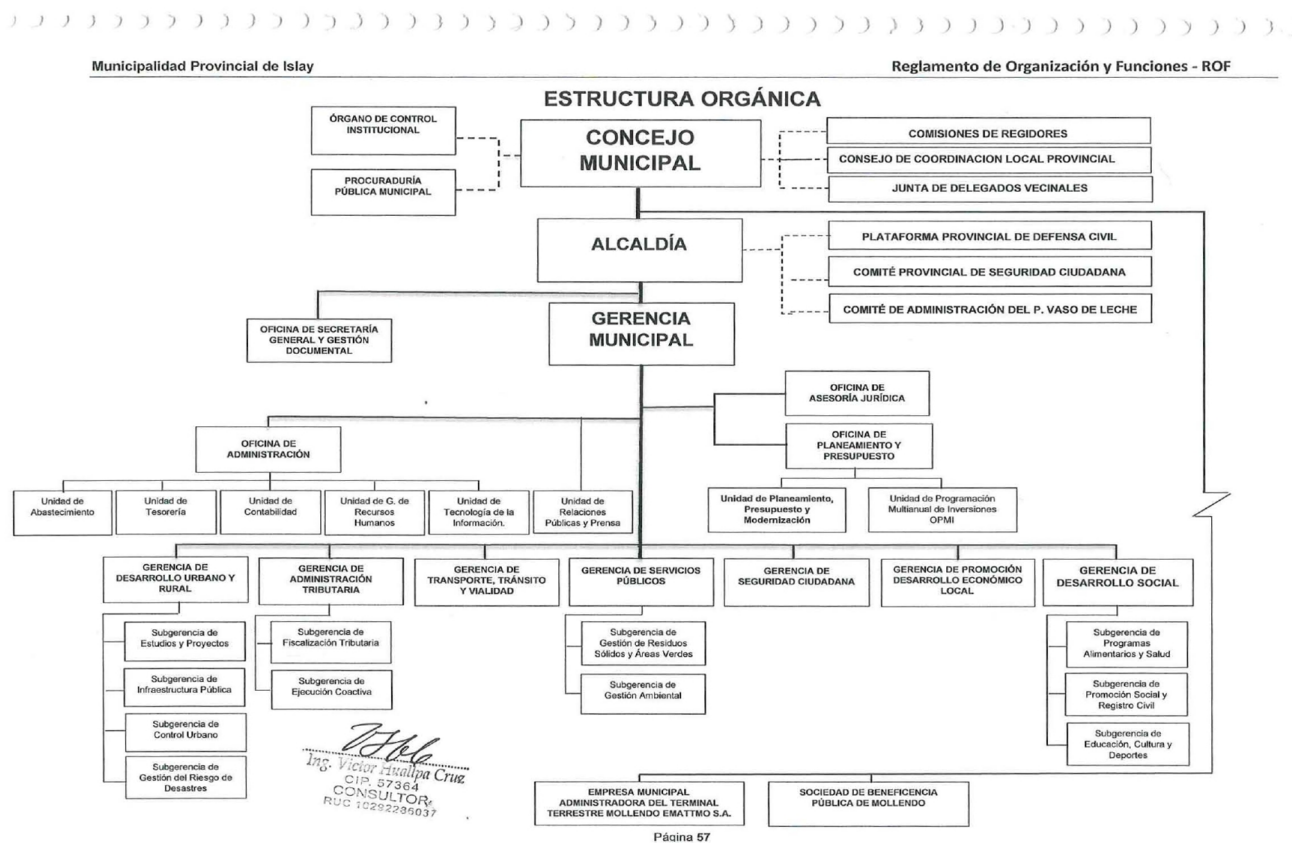 Municipalidad Provincial de Islay
Reglamento de Organización y Funciones - ROF
ESTRUCTURA ORGÁNICA
ÓRGANO DE CONTROL
INSTITUCIONAL
PROCURADURÍA
PÚBLICA MUNICIPAL
CONCEJO
MUNICIPAL
COMISIONES DE REGIDORES
CONSEJO DE COORDINACION LOCAL PROVINCIAL
JUNTA DE DELEGADOS VECINALES
ALCALDÍA
PLATAFORMA PROVINCIAL DE DEFENSA CIVIL
COMITÉ PROVINCIAL DE SEGURIDAD CIUDADANA
COMITÉ DE ADMINISTRACIÓN DEL P. VASO DE LECHE
OFICINA DE SECRETARÍA
GENERAL Y GESTIÓN
DOCUMENTAL
GERENCIA
MUNICIPAL
OFICINA DE
ASESORÍA JURÍDICA
OFICINA DE
PLANEAMIENTO Y
PRESUPUESTO
OFICINA DE
ADMINISTRACIÓN
Unidad de
Abastecimiento
Unidad de
Tesorería
Unidad de
Contabilidad
Unidad de G. de
Recursos
Humanos
Unidad de
Tecnología de la
Información.
Unidad de
Relaciones
Públicas y Prensa
Unidad de Planeamiento,
Presupuesto y
Modernización
Unidad de Programación
Multianual de Inversiones
OPMI
GERENCIA DE
DESARROLLO URBANO Y
RURAL
GERENCIA DE
ADMINISTRACIÓN
TRIBUTARIA
GERENCIA DE
TRANSPORTE, TRÁNSITO
Y VIALIDAD
GERENCIA DE SERVICIOS
PÚBLICOS
GERENCIA DE
SEGURIDAD CIUDADANA
GERENCIA DE PROMOCIÓN
DESARROLLO ECONÓMICO
LOCAL
GERENCIA DE
DESARROLLO SOCIAL
Subgerencia de
Estudios y Proyectos
Subgerencia de
Infraestructura Pública
Subgerencia de
Control Urbano
Subgerencia de
Gestión del Riesgo de
Desastres
Subgerencia de
Fiscalización Tributaria
Subgerencia de
Ejecución Coactiva
Subgerencia de
Gestión de Residuos
Sólidos y Áreas Verdes
Subgerencia de
Gestión Ambiental
Subgerencia de
Programas
Alimentarios y Salud
Subgerencia de
Promoción Social y
Registro Civil
Subgerencia de
Educación, Cultura y
Deportes
Ing. Victor Huallpa Cruz
CIP. 57364
CONSULTOR
RUC 10292286037
EMPRESA MUNICIPAL
ADMINISTRADORA DEL TERMINAL
TERRESTRE MOLLENDO EMATTMO S.A.
SOCIEDAD DE BENEFICENCIA
PÚBLICA DE MOLLENDO
Página 57